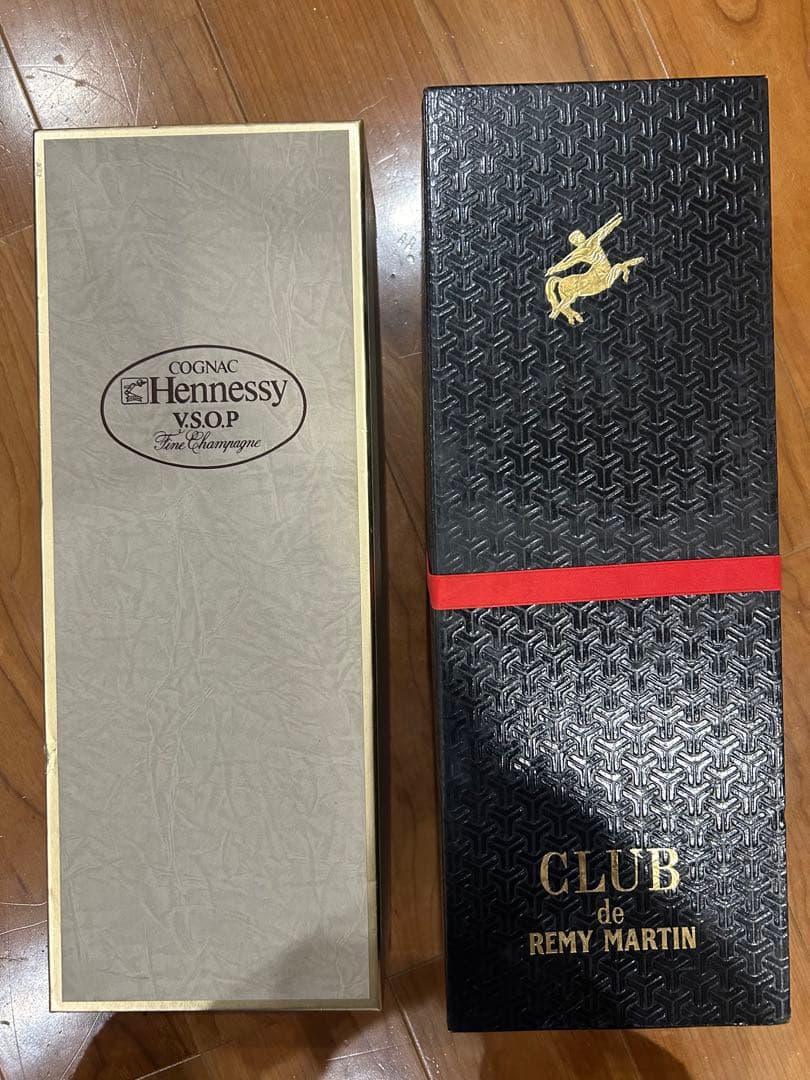 COGNAC
Hennessy
V.S.O.P
Fine Champagne
CLUB
de
REMY MARTIN